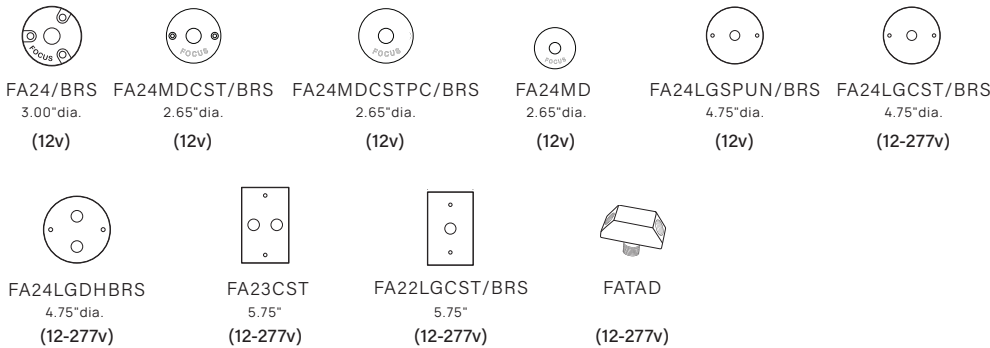 FOCUS
FOCUS
FOCUS
FOCUS
FA24/BRS FA24MDCST/BRS FA24MDCSTPC/BRS FA24MD FA24LGSPUN/BRS FA24LGCST/BRS
3.00"dia. 2.65"dia. 2.65"dia. 2.65"dia. 4.75"dia. 4.75"dia.
(12v) (12v) (12v) (12v) (12v) (12-277v)
FA24LGDHBRS FA23CST FA22LGCST/BRS FATAD
4.75"dia. 5.75" 5.75"
(12-277v) (12-277v) (12-277v) (12-277v)